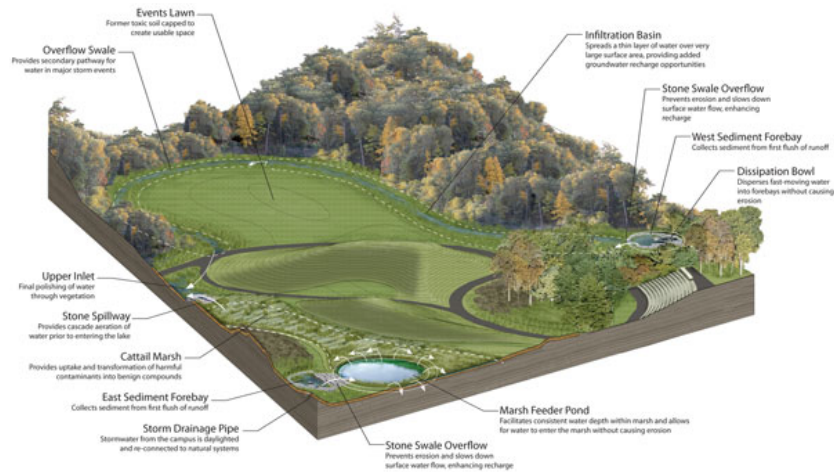 Events Lawn
Former toxic soil capped to
create usable space
Overflow Swale
Provides secondary pathway for
water in major storm events
Infiltration Basin
Spreads a thin layer of water over very
large surface area, providing added
groundwater recharge opportunities
Stone Swale Overflow
Prevents erosion and slows down
surface water flow, enhancing
recharge
West Sediment Forebay
Collects sediment from first flush of runoff
Dissipation Bowl
Disperses fast-moving water
into forebays without causing
erosion
Upper Inlet
Final polishing of water
through vegetation
Stone Spillway
Provides cascade aeration of
water prior to entering the lake
Cattail Marsh
Provides uptake and transformation of harmful
contaminants into benign compounds
East Sediment Forebay
Collects sediment from first flush of runoff
Storm Drainage Pipe
Stormwater from the campus is daylighted
and re-connected to natural systems
Stone Swale Overflow
Prevents erosion and slows down
surface water flow, enhancing recharge
Marsh Feeder Pond
Facilitates consistent water depth within marsh and allows
for water to enter the marsh without causing erosion